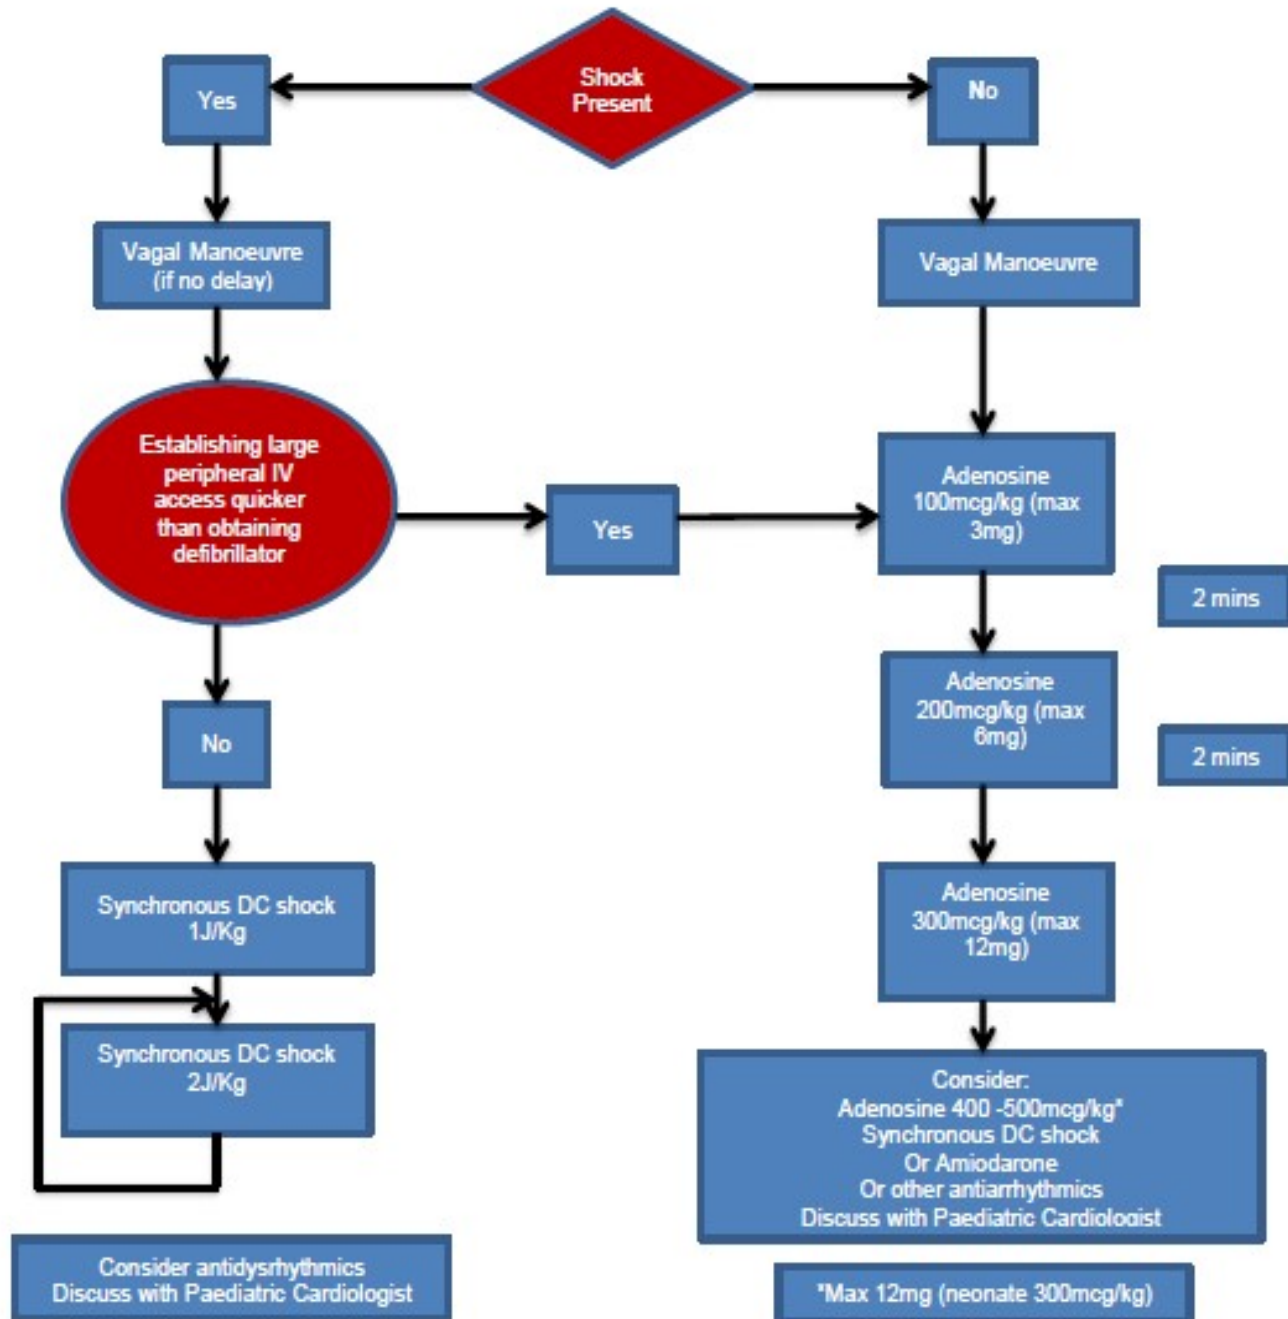 Shock
Present
Yes
No
Vagal Manoeuvre
(if no delay)
Vagal Manoeuvre
Establishing large
peripheral IV
access quicker
than obtaining
defibrillator
Yes
Adenosine
100mcg/kg (max
3mg)
2 mins
Adenosine
200mcg/kg (max
6mg)
2 mins
No
Synchronous DC shock
1J/Kg
Adenosine
300mcg/kg (max
12mg)
Synchronous DC shock
2J/Kg
Consider:
Adenosine 400 -500mcg/kg*
Synchronous DC shock
Or Amiodarone
Or other antiarrhythmics
Discuss with Paediatric Cardiologist
Consider antidysrhythmics
Discuss with Paediatric Cardiologist
*Max 12mg (neonate 300mcg/kg)